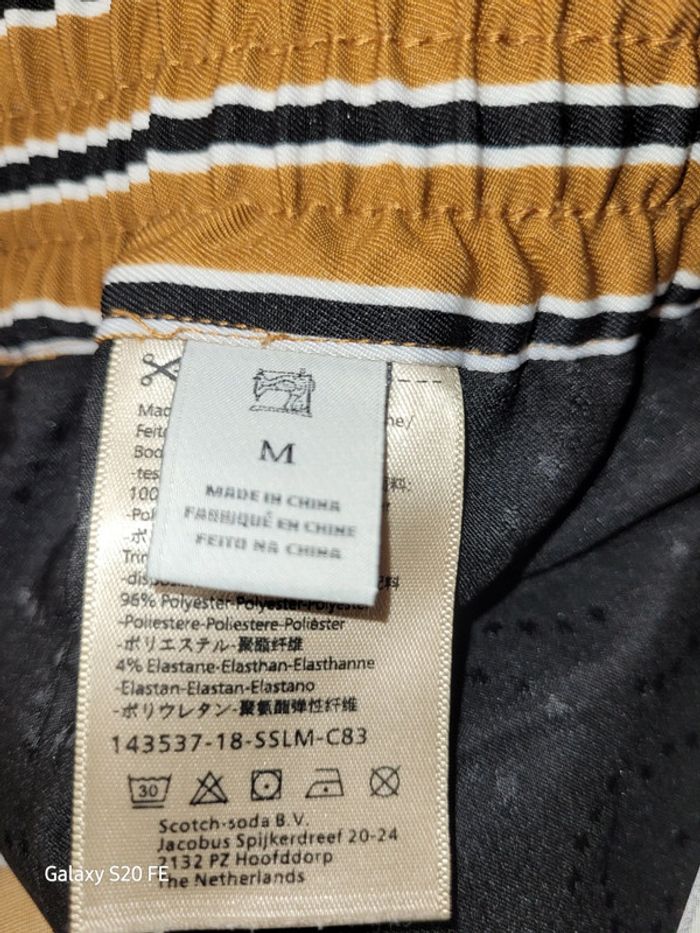 M
MADE IN CHINA
FABRIQUÉ EN CHINE
FEITO NA CHINA
96% Polyester-Polyester-Polyester
-Poliestere-Poliestere-Poliéster
-ポリエステル-聚酯纤维
4% Elastane-Elasthan-Elasthanne
-Elastan-Elastan-Elastano
-ポリウレタン-聚氨酯弹性纤维
143537-18-SSLM-C83
30
Scotch-soda B.V.
Jacobus Spijkerdreef 20-24
2132 PZ Hoofddorp
The Netherlands
Galaxy S20 FE